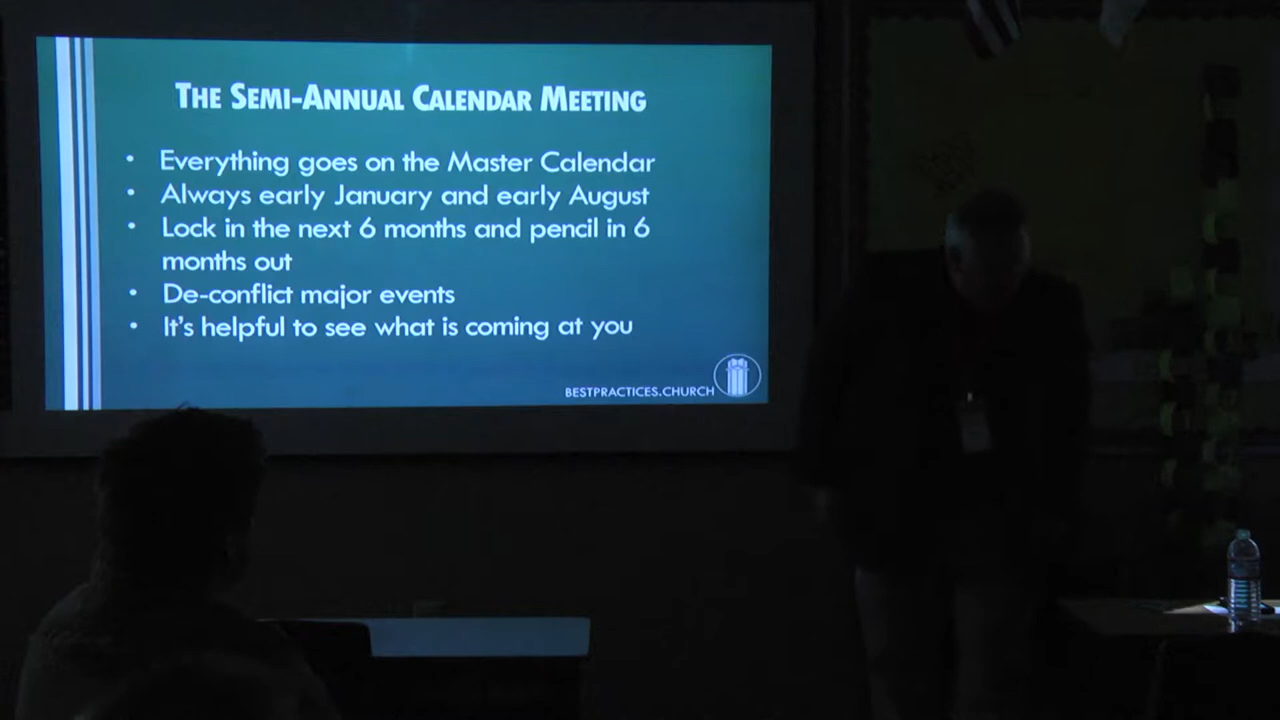 THE SEMI-ANNUAL CALENDAR MEETING
• Everything goes on the Master Calendar
• Always early January and early August
• Lock in the next 6 months and pencil in 6
months out
• De-conflict major events
• It's helpful to see what is coming at you
BESTPRACTICES.CHURCH